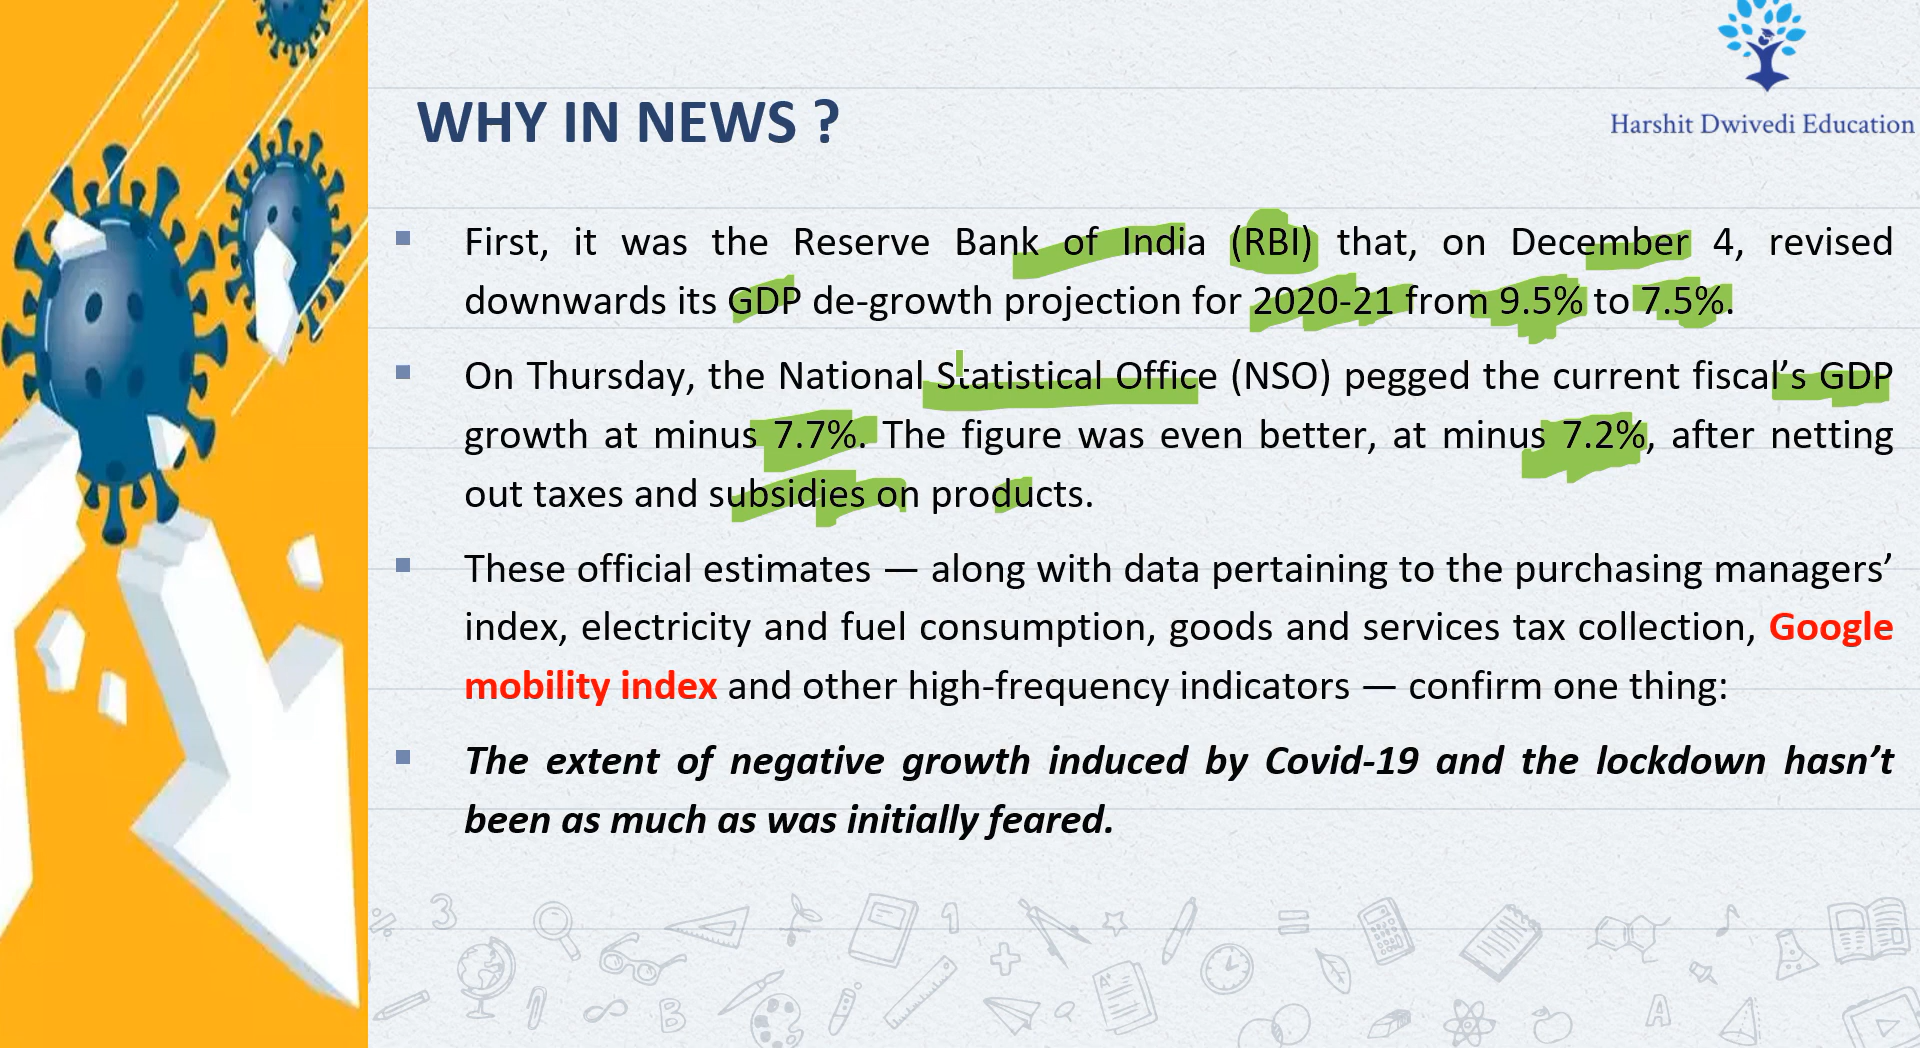 Harshit Dwivedi Education
WHY IN NEWS ?
First, it was the Reserve Bank of India (RBI) that, on December 4, revised
downwards its GDP de-growth projection for 2020-21 from 9.5% to 7.5%.
On Thursday, the National Statistical Office (NSO) pegged the current fiscal’s GDP
growth at minus 7.7%. The figure was even better, at minus 7.2%, after netting
out taxes and subsidies on products.
These official estimates — along with data pertaining to the purchasing managers’
index, electricity and fuel consumption, goods and services tax collection, Google
mobility index and other high-frequency indicators — confirm one thing:
The extent of negative growth induced by Covid-19 and the lockdown hasn’t
been as much as was initially feared.